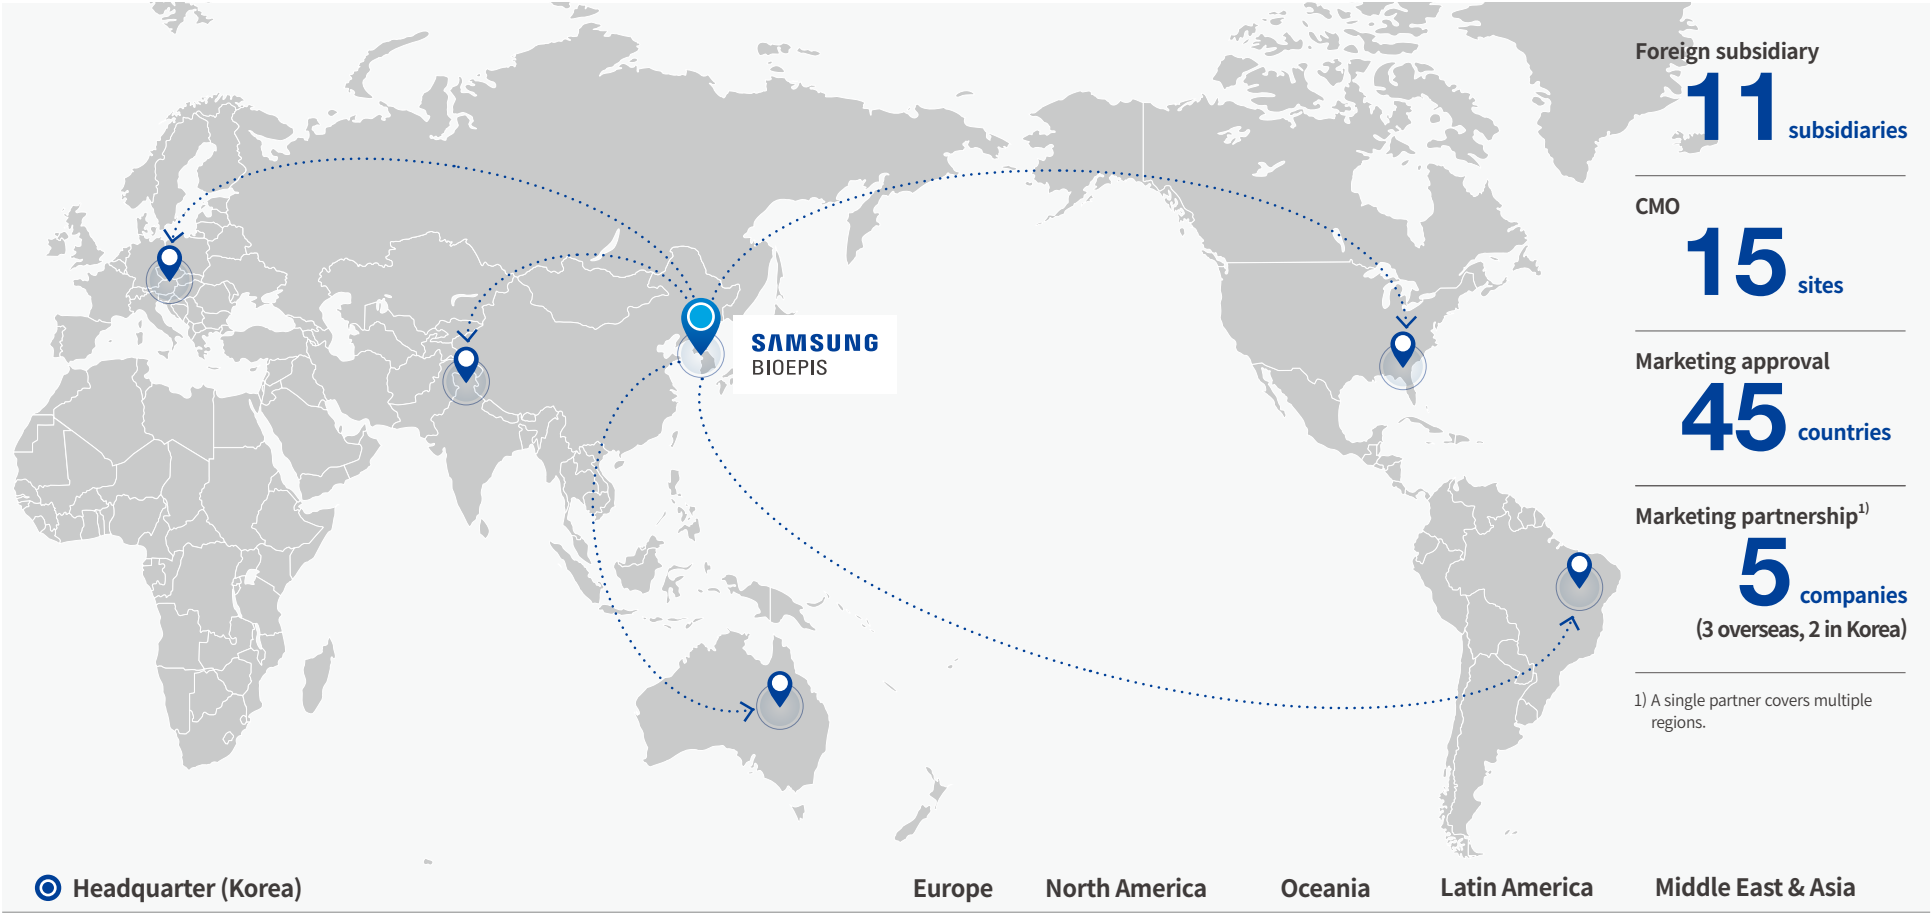 Foreign subsidiary
11 subsidiaries
CMO
15 sites
Marketing approval
45 countries
Marketing partnership1)
5 companies
(3 overseas, 2 in Korea)
1) A single partner covers multiple
regions.
SAMSUNG
BIOEPIS
Headquarter (Korea)
Europe
North America
Oceania
Latin America
Middle East & Asia